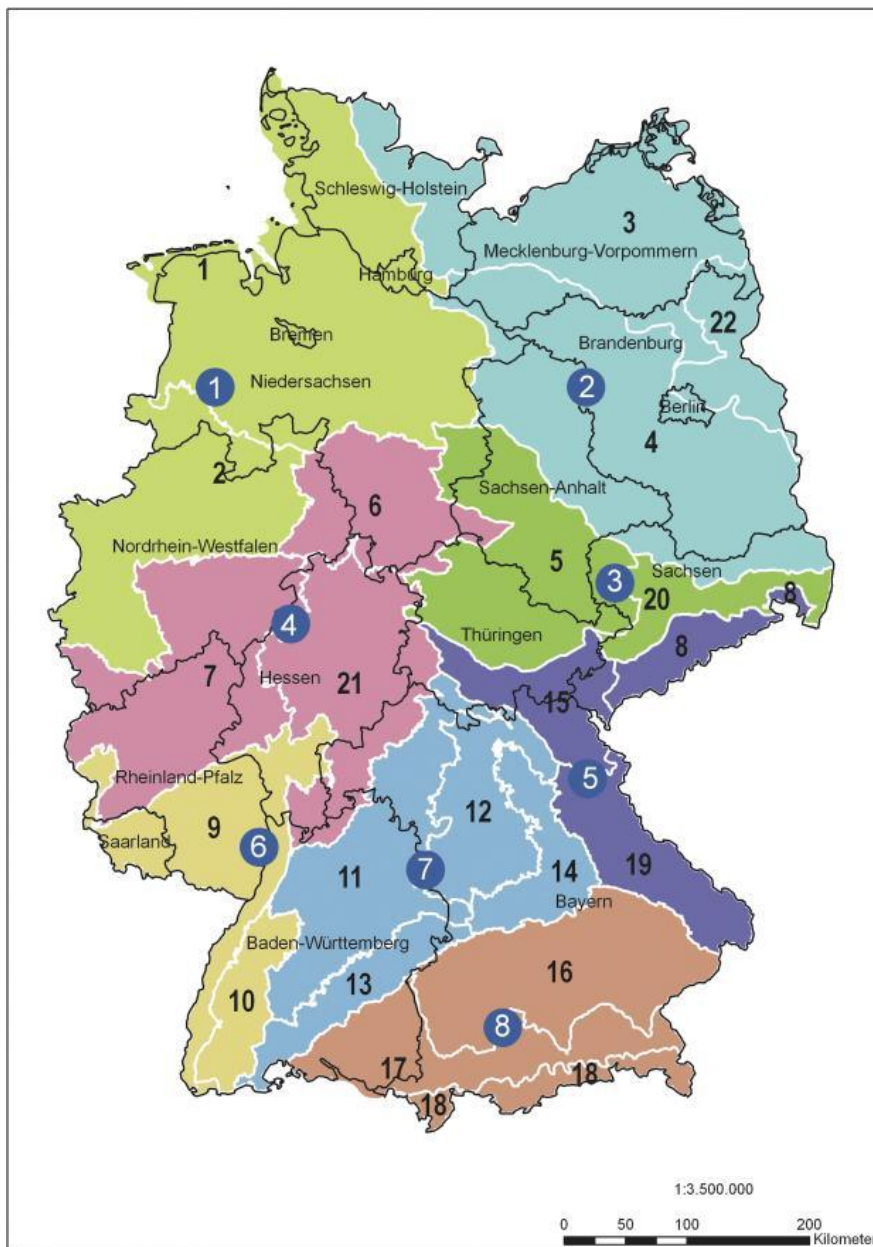 Schleswig-Holstein
3
Mecklenburg-Vorpommern
1
Hamburg
22
Bremen
Brandenburg
1
Niedersachsen
2
Berlin
4
2
6
Sachsen-Anhalt
Nordrhein-Westfalen
5
Sachsen
3
8
20
4
Thüringen
8
7
Hessen
21
15
Rheinland-Pfalz
5
12
9
Saarland
6
7
11
14
19
Bayern
Baden-Württemberg
13
16
10
8
17
18
18
1:3.500.000
0 50 100 200
Kilometer